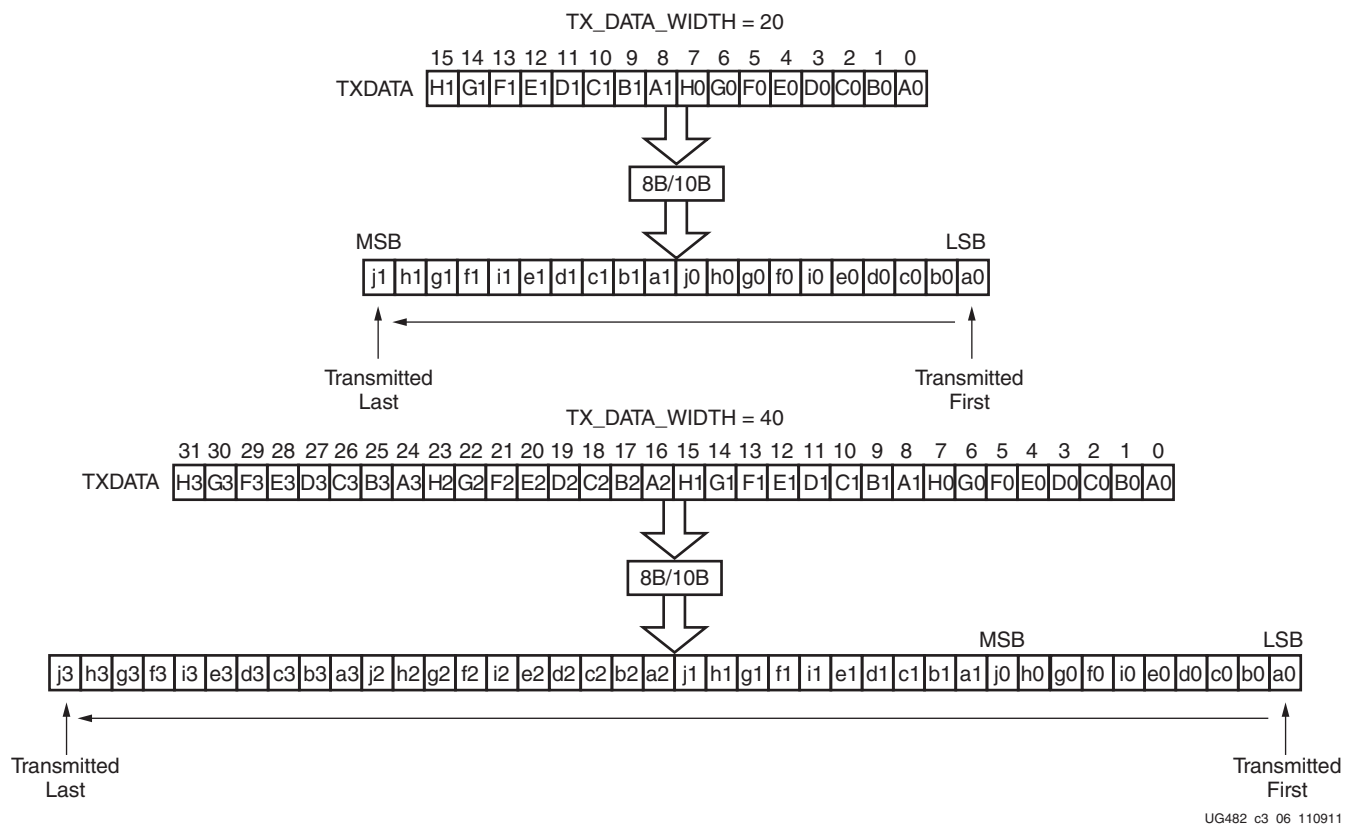 TX_DATA_WIDTH = 20
15 14 13 12 11 10 9 8 7 6 5 4 3 2 1 0
TXDATA H1 G1 F1 E1 D1 C1 B1 A1 H0 G0 F0 E0 D0 C0 B0 A0
8B/10B
MSB LSB
j1 h1 g1 f1 i1 e1 d1 c1 b1 a1 j0 h0 g0 f0 i0 e0 d0 c0 b0 a0
Transmitted Transmitted
Last First
TX_DATA_WIDTH = 40
31 30 29 28 27 26 25 24 23 22 21 20 19 18 17 16 15 14 13 12 11 10 9 8 7 6 5 4 3 2 1 0
TXDATA H3 G3 F3 E3 D3 C3 B3 A3 H2 G2 F2 E2 D2 C2 B2 A2 H1 G1 F1 E1 D1 C1 B1 A1 H0 G0 F0 E0 D0 C0 B0 A0
8B/10B
MSB LSB
j3 h3 g3 f3 i3 e3 d3 c3 b3 a3 j2 h2 g2 f2 i2 e2 d2 c2 b2 a2 j1 h1 g1 f1 i1 e1 d1 c1 b1 a1 j0 h0 g0 f0 i0 e0 d0 c0 b0 a0
Transmitted Transmitted
Last First
UG482_c3_06_110911